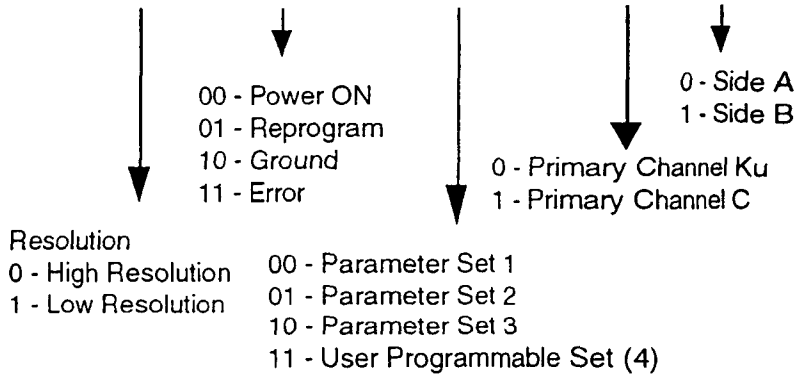 00 - Power ON
01 - Reprogram
10 - Ground
11 - Error
0 - Side A
1 - Side B
0 - Primary Channel Ku
1 - Primary Channel C
Resolution
0 - High Resolution
1 - Low Resolution
00 - Parameter Set 1
01 - Parameter Set 2
10 - Parameter Set 3
11 - User Programmable Set (4)